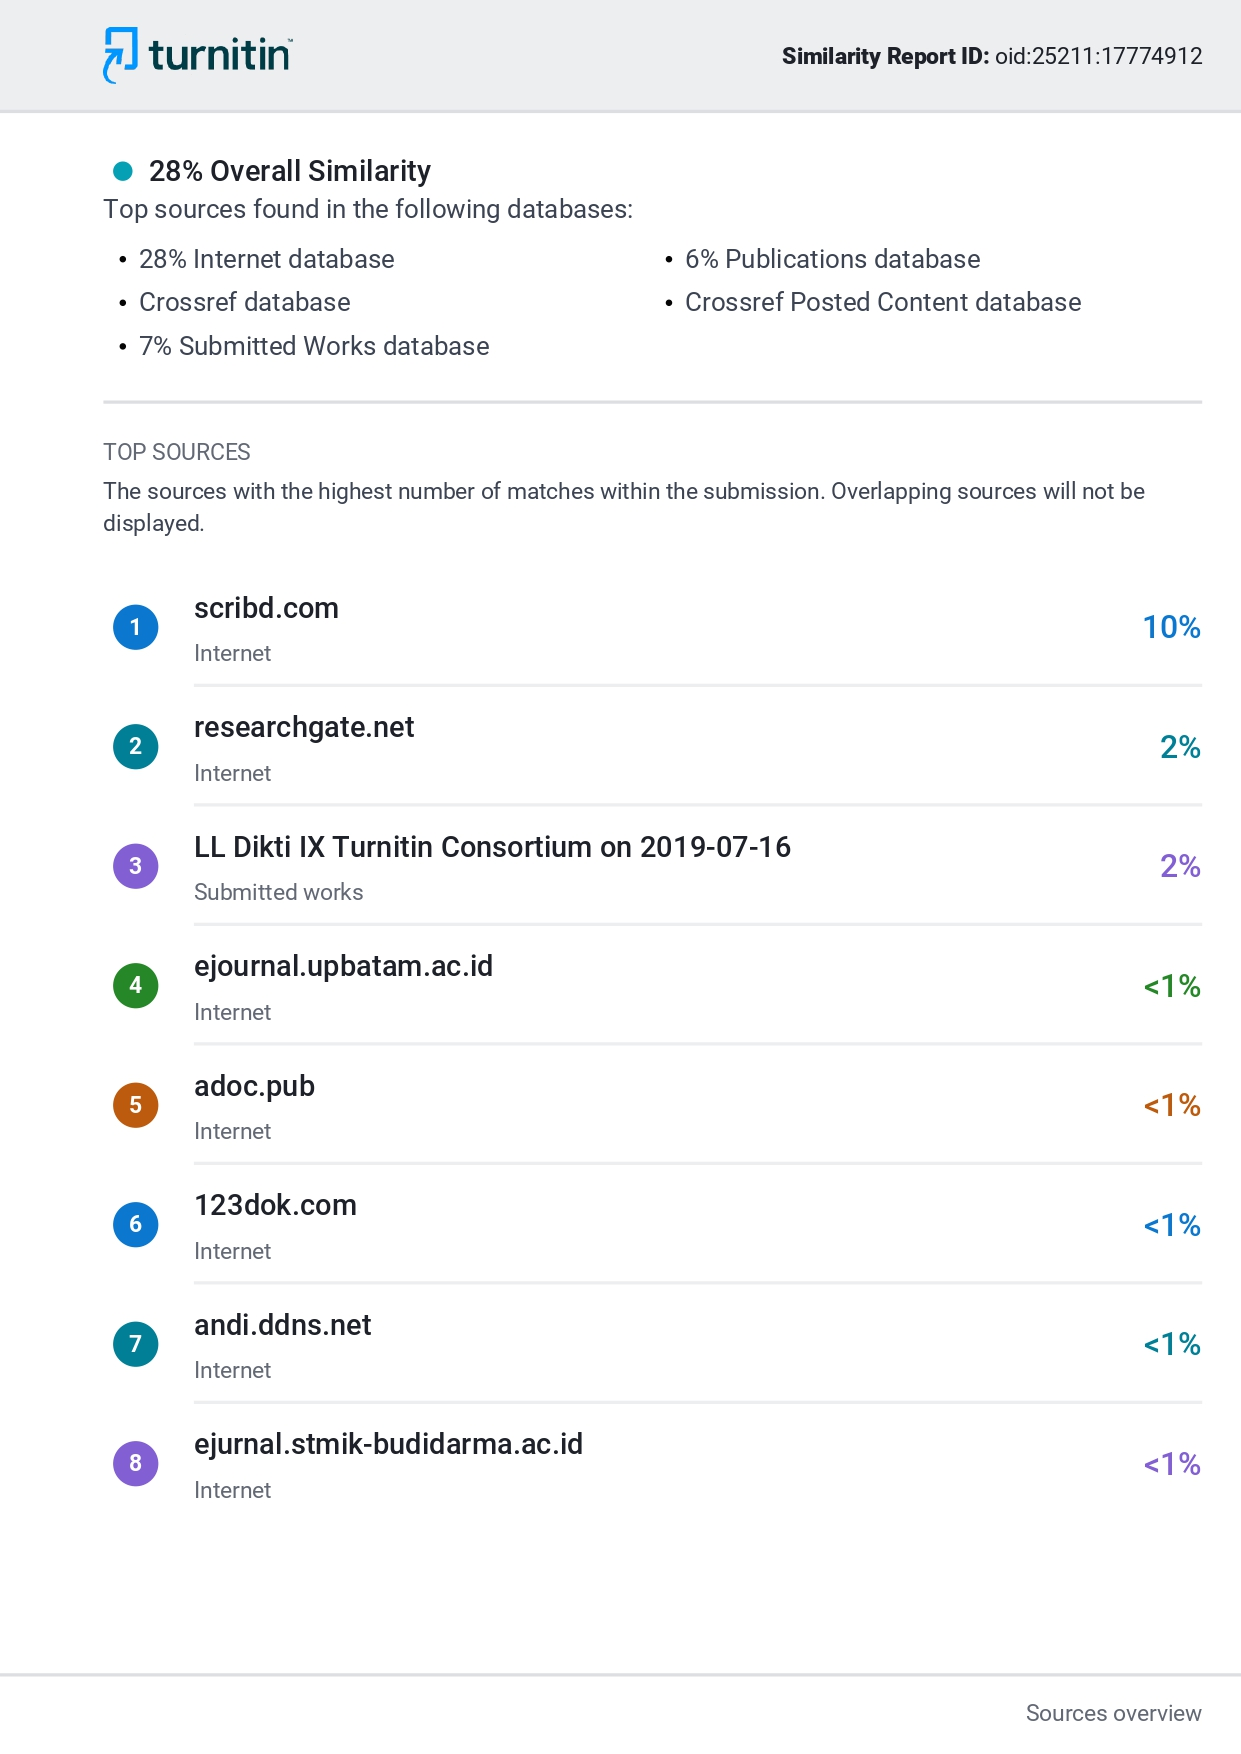 turnitin™
Similarity Report ID: oid:25211:17774912
28% Overall Similarity
Top sources found in the following databases:
• 28% Internet database
• 6% Publications database
• Crossref database
• Crossref Posted Content database
• 7% Submitted Works database
TOP SOURCES
The sources with the highest number of matches within the submission. Overlapping sources will not be
displayed.
1
scribd.com
Internet
10%
2
researchgate.net
Internet
2%
3
LL Dikti IX Turnitin Consortium on 2019-07-16
Submitted works
2%
4
ejournal.upbatam.ac.id
Internet
<1%
5
adoc.pub
Internet
<1%
6
123dok.com
Internet
<1%
7
andi.ddns.net
Internet
<1%
8
ejurnal.stmik-budidarma.ac.id
Internet
<1%
Sources overview